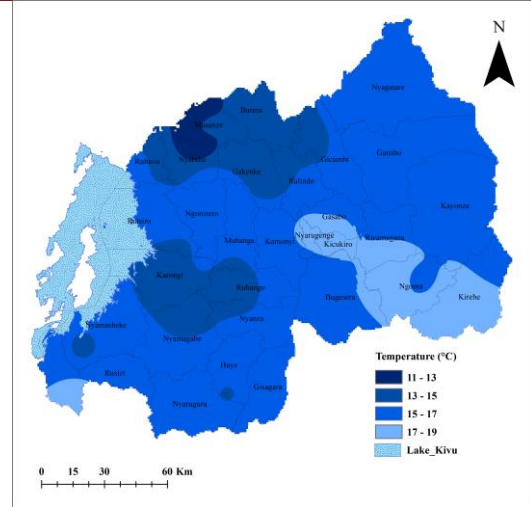 N
Nyagatare
Burera
Musanze
Gatsibo
Rubavu
Nyabihu
Gicumbi
Gakenke
Rulindo
Kayonza
Ngororero
Rutsiro
Gasabo
Nyarugenge
Rwamagana
Kicukiro
Muhanga
Kamonyi
Karongi
Ngoma
Ruhango
Kirehe
Bugesera
Nyanza
Nyamasheke
Nyamagabe
Temperature (°C)
Huye
Rusizi
Gisagara
11 - 13
13 - 15
Nyaruguru
15 - 17
17 - 19
Lake_Kivu
0 15 30 60 Km